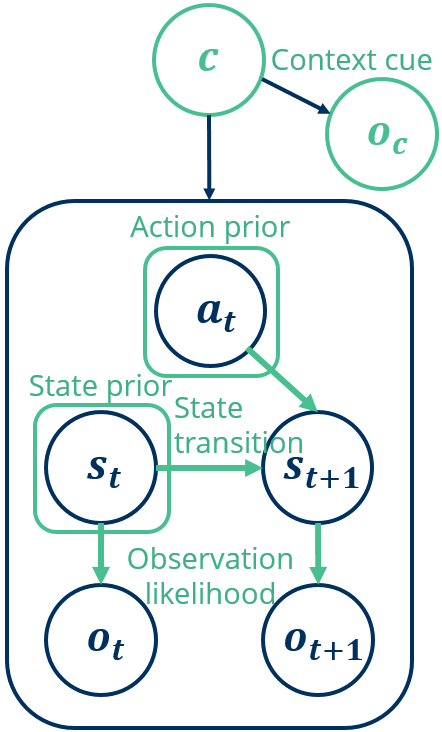 c
Context cue
o_c
Action prior
a_t
State prior
State
transition
s_t
s_{t+1}
Observation
likelihood
o_t
o_{t+1}